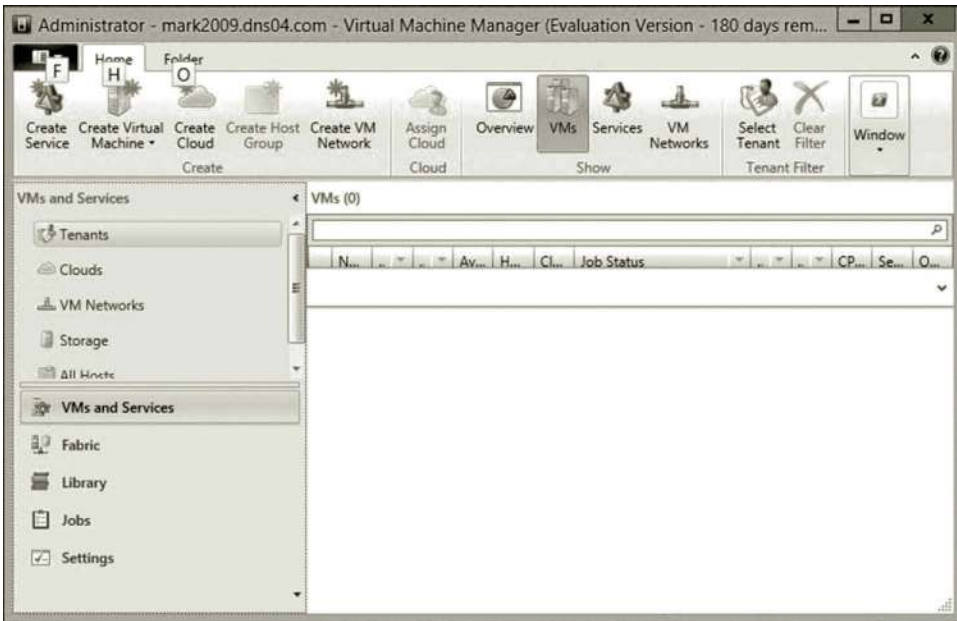 Administrator - mark2009.dns04.com - Virtual Machine Manager (Evaluation Version - 180 days rem...
Home Folder
F H O
Create Service
Create Virtual Machine
Create Cloud
Create Host Group
Create VM Network
Assign Cloud
Overview
VMs
Services
VM Networks
Select Tenant
Clear Filter
Window
Create Cloud Show Tenant Filter
VMs and Services
VMs (0)
Tenants
N... .. .. Av... H... Cl... Job Status .. .. CP... Se... O...
Clouds
VM Networks
Storage
All Hosts
VMs and Services
Fabric
Library
Jobs
Settings